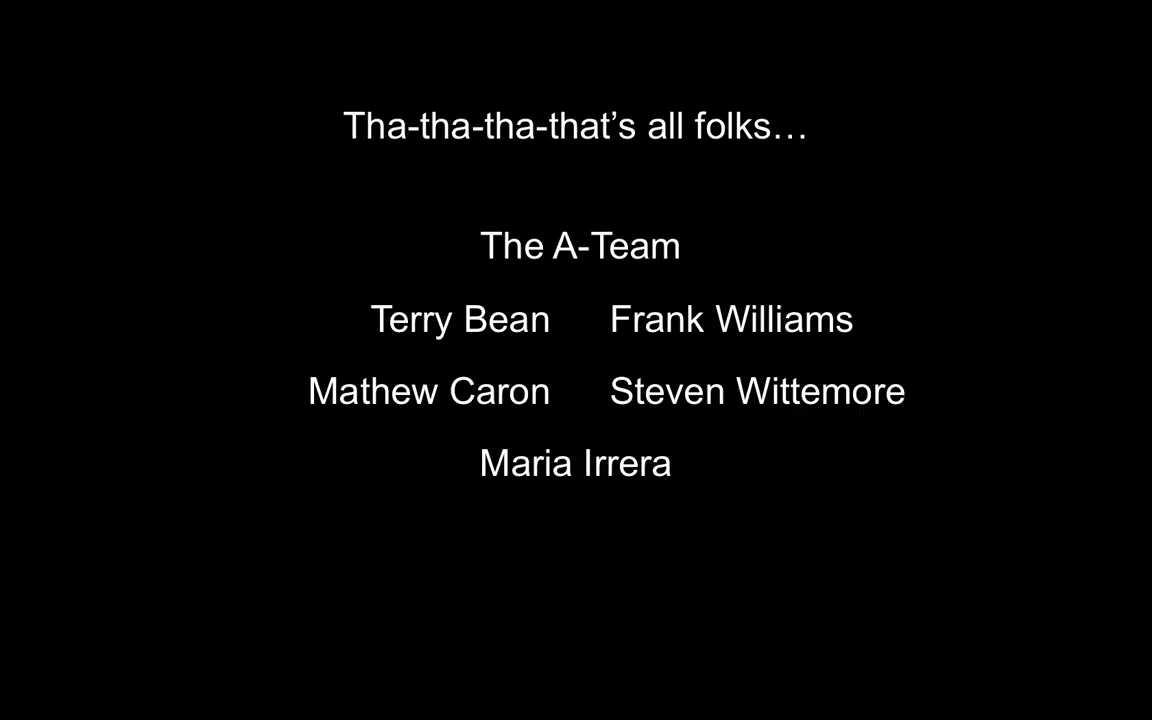 Tha-tha-tha-that’s all folks…
The A-Team
Terry Bean Frank Williams
Mathew Caron Steven Wittemore
Maria Irrera